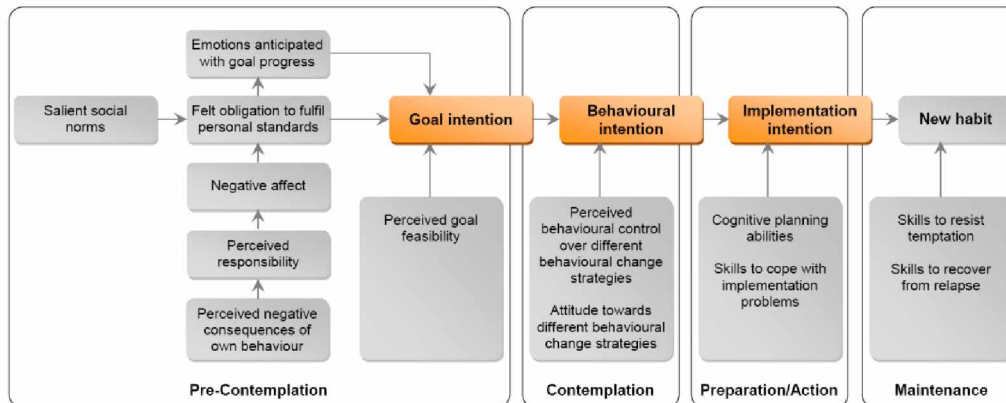 Emotions anticipated
with goal progress
Salient social
norms
Felt obligation to fulfil
personal standards
Goal intention
Behavioural
intention
Implementation
intention
New habit
Negative affect
Perceived
responsibility
Perceived negative
consequences of
own behaviour
Perceived goal
feasibility
Perceived
behavioural control
over different
behavioural change
strategies
Attitude towards
different behavioural
change strategies
Cognitive planning
abilities
Skills to cope with
implementation
problems
Skills to resist
temptation
Skills to recover
from relapse
Pre-Contemplation
Contemplation
Preparation/Action
Maintenance